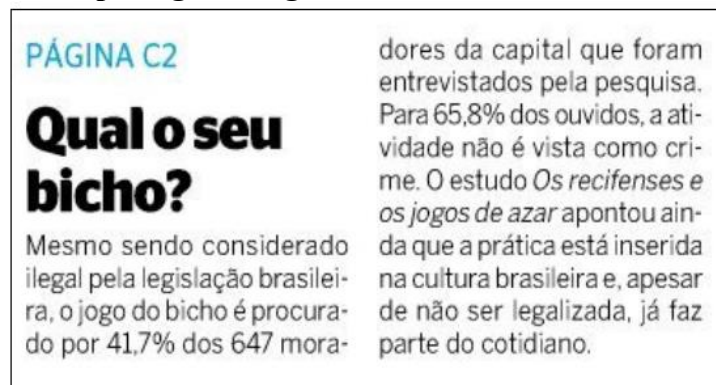 PÁGINA C2
Qual o seu
bicho?
Mesmo sendo considerado
ilegal pela legislação brasilei-
ra, o jogo do bicho é procura-
do por 41,7% dos 647 mora-
dores da capital que foram
entrevistados pela pesquisa.
Para 65,8% dos ouvidos, a ati-
vidade não é vista como cri-
me. O estudo Os recifenses e
os jogos de azar apontou ain-
da que a prática está inserida
na cultura brasileira e, apesar
de não ser legalizada, já faz
parte do cotidiano.